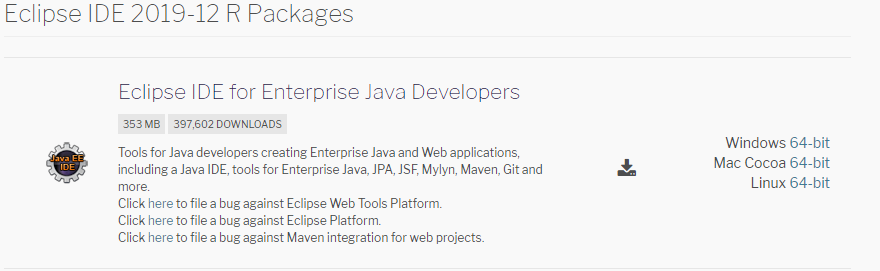 Eclipse IDE 2019-12 R Packages
Eclipse IDE for Enterprise Java Developers
353 MB 397,602 DOWNLOADS
Java EE
IDE
Tools for Java developers creating Enterprise Java and Web applications,
including a Java IDE, tools for Enterprise Java, JPA, JSF, Mylyn, Maven, Git and
more.
Click here to file a bug against Eclipse Web Tools Platform.
Click here to file a bug against Eclipse Platform.
Click here to file a bug against Maven integration for web projects.
Windows 64-bit
Mac Cocoa 64-bit
Linux 64-bit